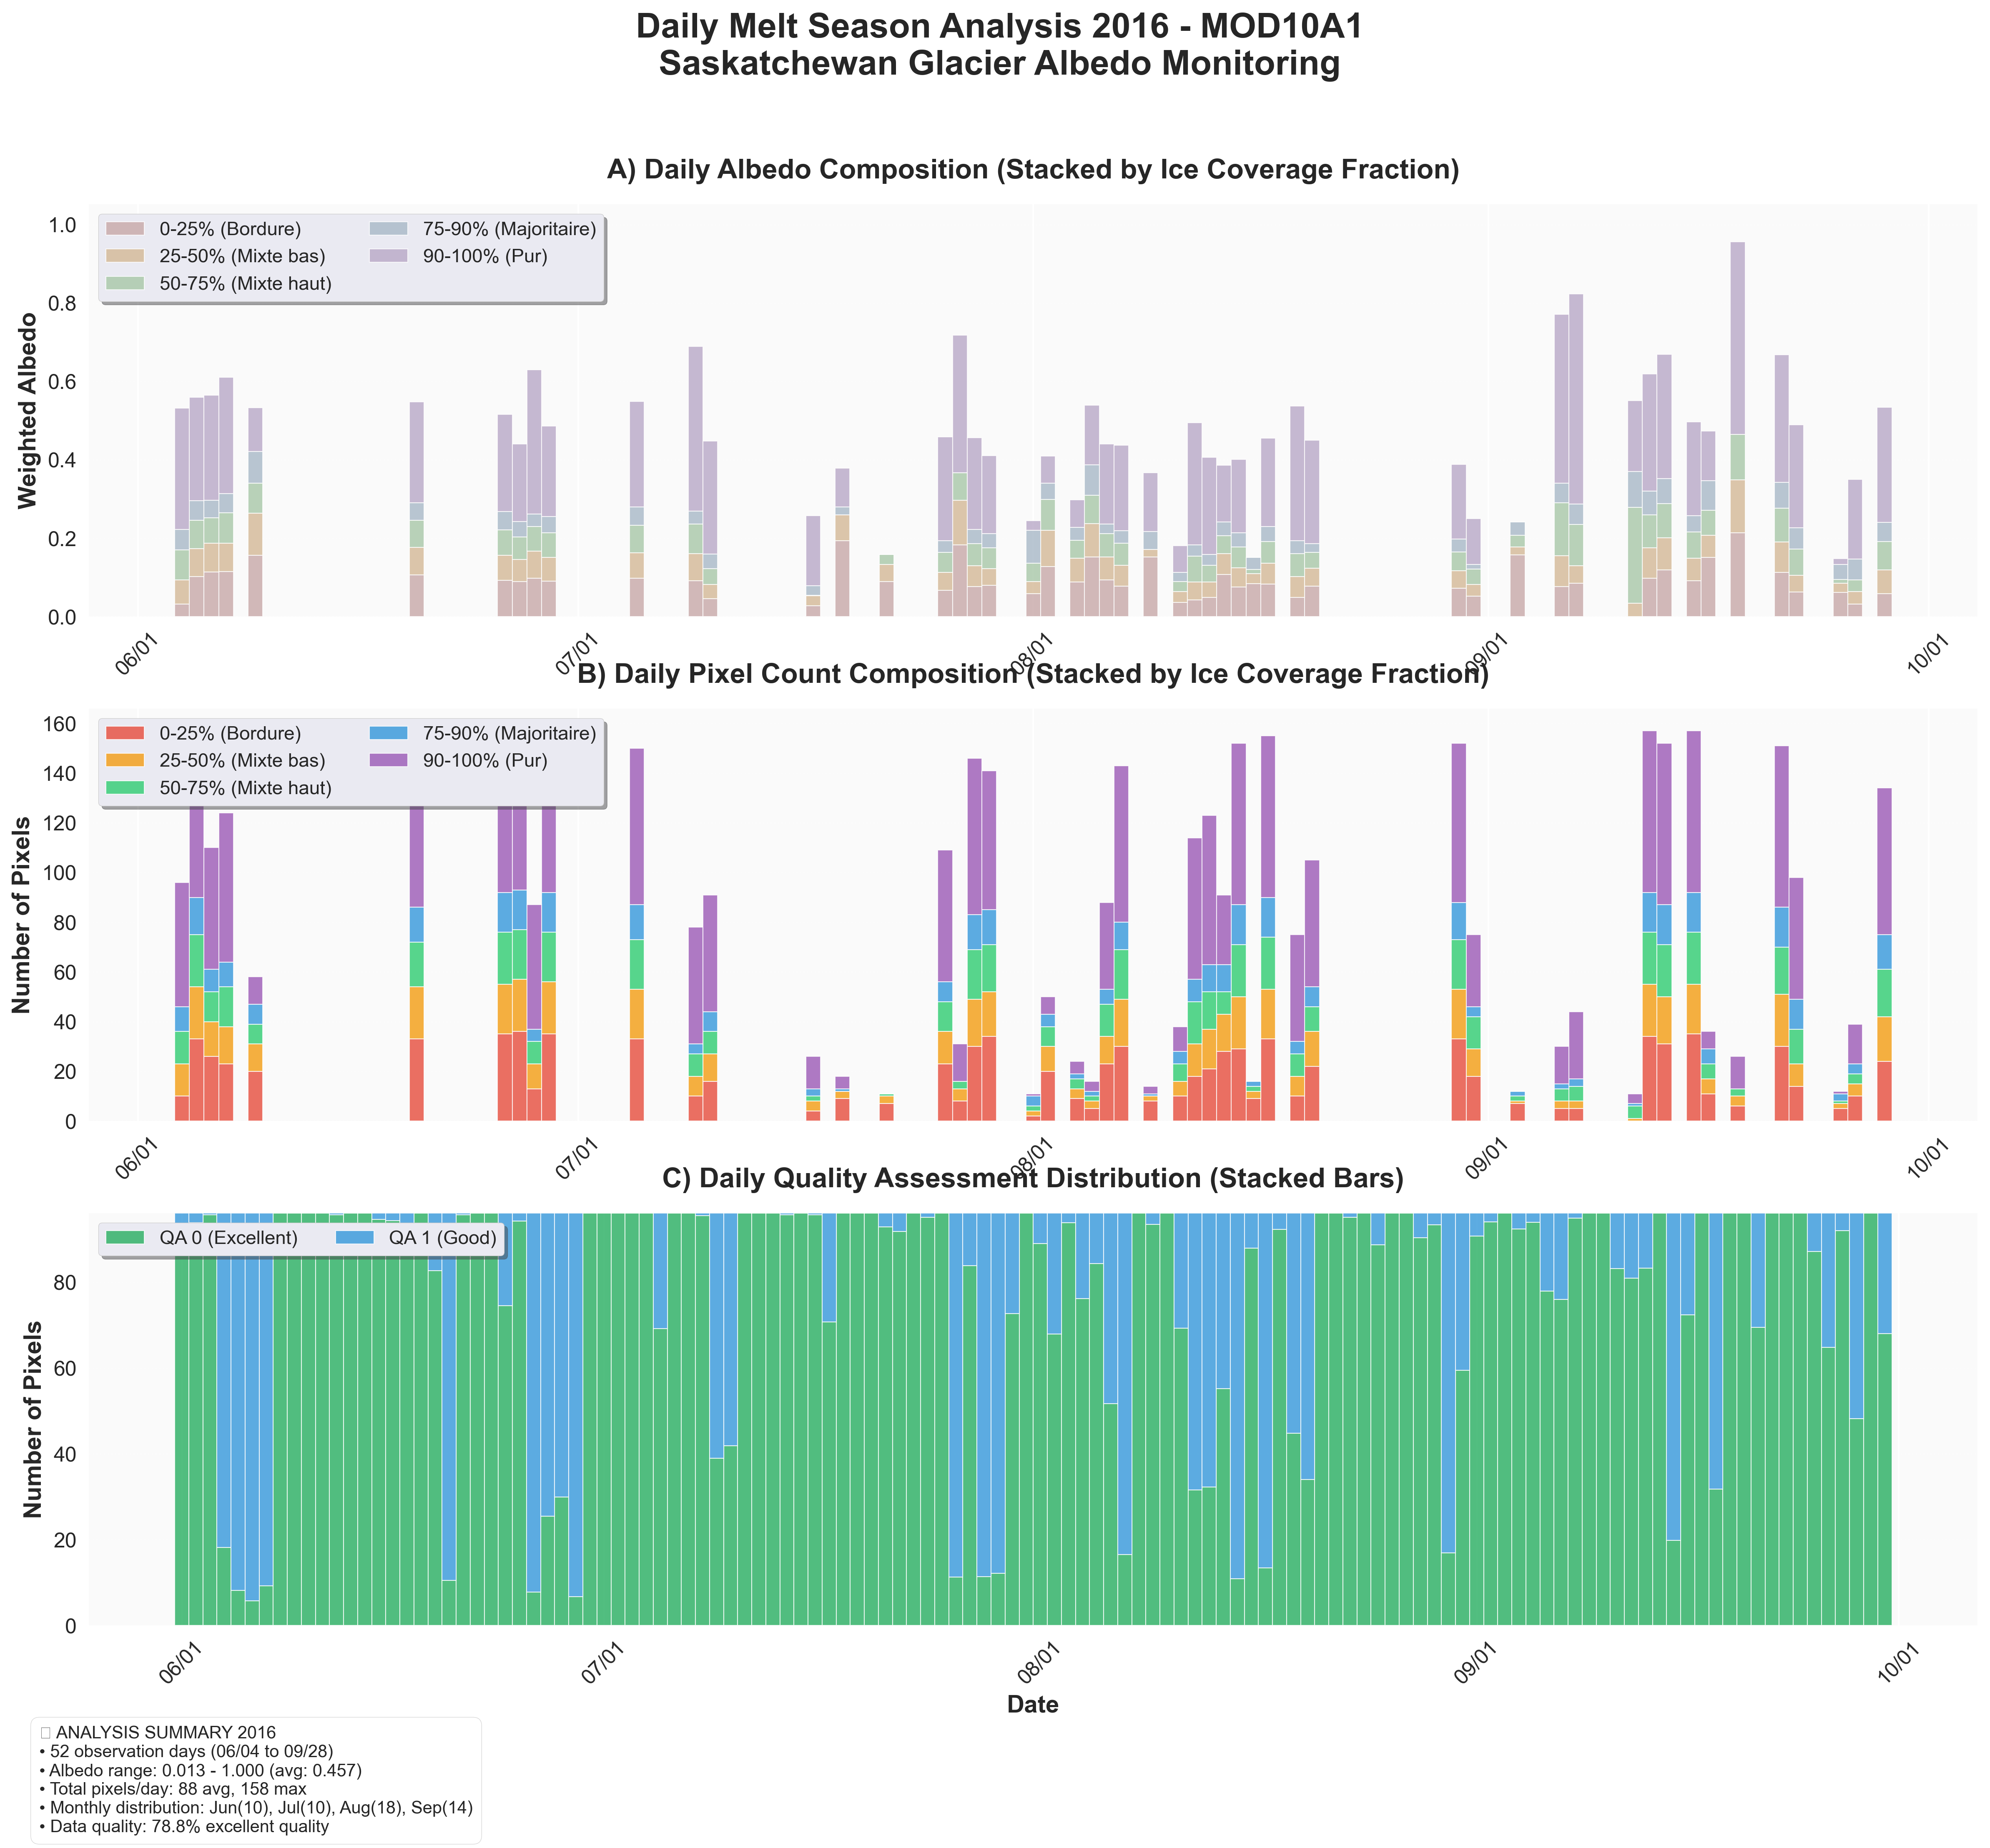 Daily Melt Season Analysis 2016 - MOD10A1
Saskatchewan Glacier Albedo Monitoring
A) Daily Albedo Composition (Stacked by Ice Coverage Fraction)
Weighted Albedo
1.0
0.8
0.6
0.4
0.2
0.0
0-25% (Bordure)
25-50% (Mixte bas)
50-75% (Mixte haut)
75-90% (Majoritaire)
90-100% (Pur)
06/01
07/01
08/01
09/01
10/01
B) Daily Pixel Count Composition (Stacked by Ice Coverage Fraction)
Number of Pixels
160
140
120
100
80
60
40
20
0
0-25% (Bordure)
25-50% (Mixte bas)
50-75% (Mixte haut)
75-90% (Majoritaire)
90-100% (Pur)
06/01
07/01
08/01
09/01
10/01
C) Daily Quality Assessment Distribution (Stacked Bars)
Number of Pixels
80
60
40
20
0
QA 0 (Excellent)
QA 1 (Good)
06/01
07/01
08/01
09/01
10/01
Date
ANALYSIS SUMMARY 2016
• 52 observation days (06/04 to 09/28)
• Albedo range: 0.013 - 1.000 (avg: 0.457)
• Total pixels/day: 88 avg, 158 max
• Monthly distribution: Jun(10), Jul(10), Aug(18), Sep(14)
• Data quality: 78.8% excellent quality